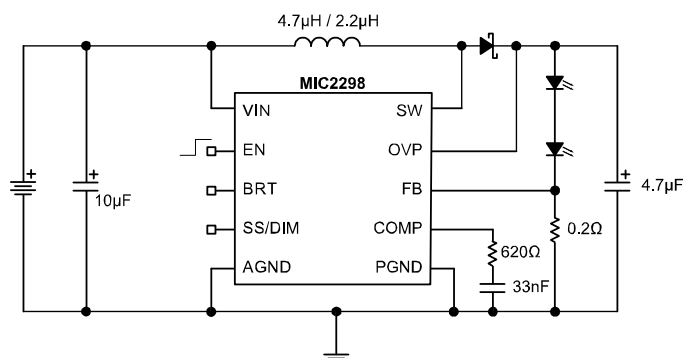 4.7µH / 2.2µH
MIC2298
VIN
SW
EN
OVP
BRT
FB
SS/DIM
COMP
AGND
PGND
+
+
10µF
620Ω
33nF
0.2Ω
+
4.7µF